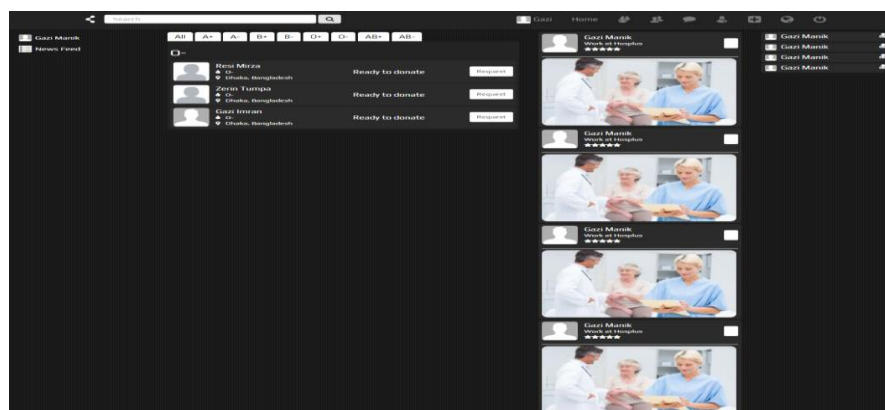 Search
Gazi Home
Gazi Manik
News Feed
All A+ A- B+ B- O+ O- AB+ AB-
O-
Resi Mirza
O-
Dhaka, Bangladesh
Ready to donate
Request
Zerin Tumpa
O-
Dhaka, Bangladesh
Ready to donate
Request
Gazi Imran
O-
Dhaka, Bangladesh
Ready to donate
Request
Gazi Manik
Work at Hosplus
Gazi Manik
Work at Hosplus
Gazi Manik
Work at Hosplus
Gazi Manik
Work at Hosplus
Gazi Manik
Gazi Manik
Gazi Manik
Gazi Manik